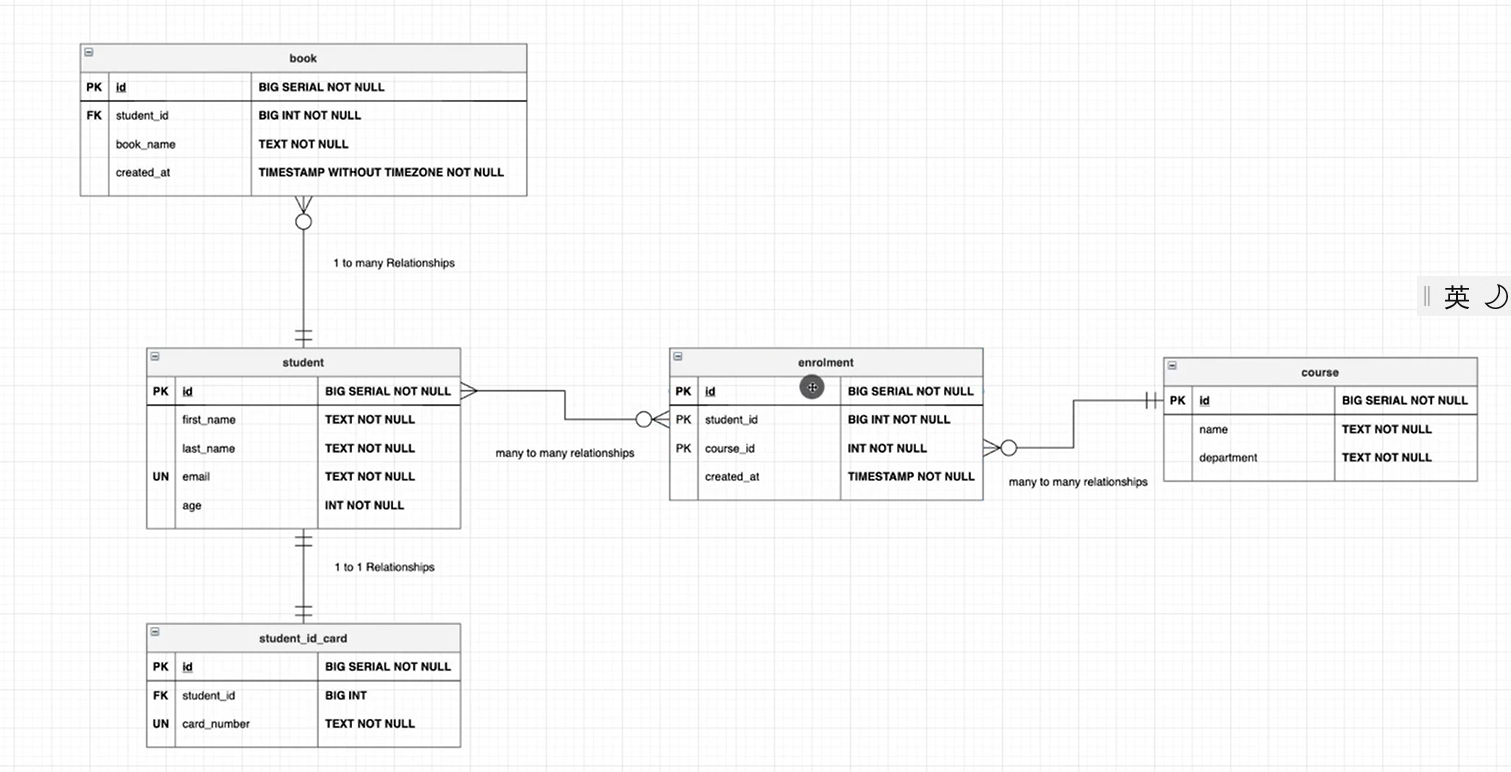 book
PK id BIG SERIAL NOT NULL
FK student_id BIG INT NOT NULL
book_name TEXT NOT NULL
created_at TIMESTAMP WITHOUT TIMEZONE NOT NULL
1 to many Relationships
英
student
PK id BIG SERIAL NOT NULL
first_name TEXT NOT NULL
last_name TEXT NOT NULL
UN email TEXT NOT NULL
age INT NOT NULL
many to many relationships
enrolment
PK id BIG SERIAL NOT NULL
PK student_id BIG INT NOT NULL
PK course_id INT NOT NULL
created_at TIMESTAMP NOT NULL
many to many relationships
course
PK id BIG SERIAL NOT NULL
name TEXT NOT NULL
department TEXT NOT NULL
1 to 1 Relationships
student_id_card
PK id BIG SERIAL NOT NULL
FK student_id BIG INT
UN card_number TEXT NOT NULL